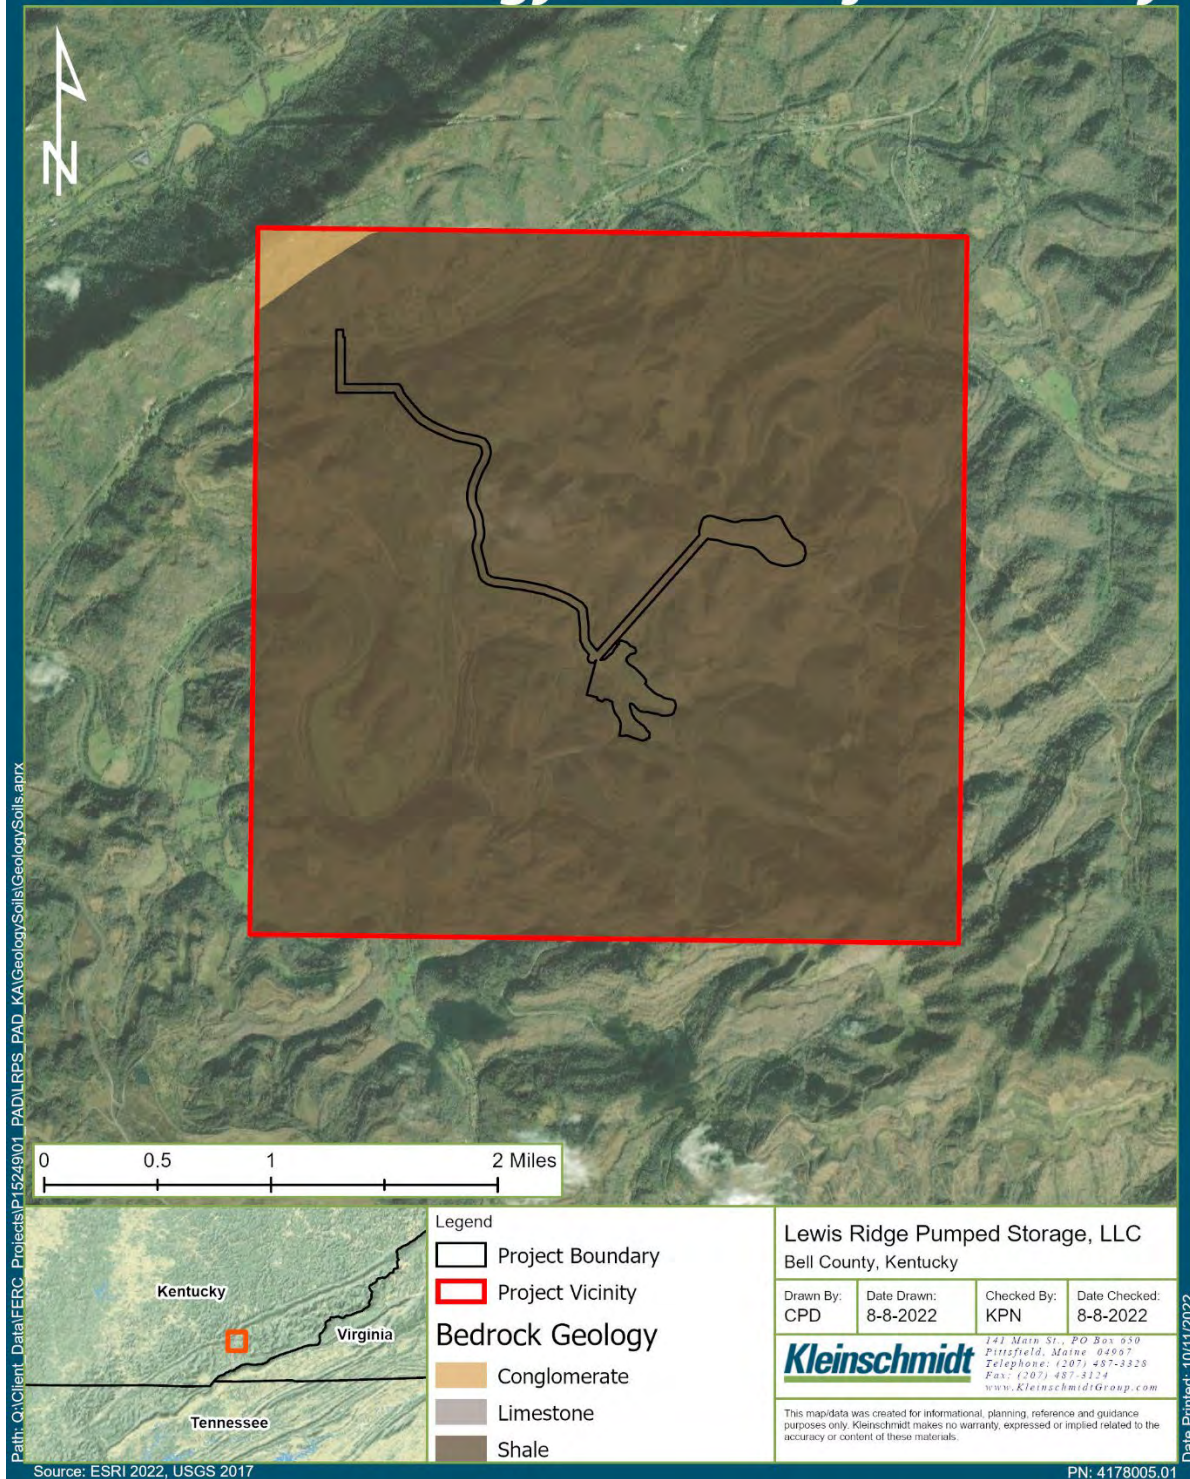 N
0 0.5 1 2 Miles
Kentucky
Virginia
Tennessee
Legend
Project Boundary
Project Vicinity
Bedrock Geology
Conglomerate
Limestone
Shale
Lewis Ridge Pumped Storage, LLC
Bell County, Kentucky
Drawn By:
CPD
Date Drawn:
8-8-2022
Checked By:
KPN
Date Checked:
8-8-2022
Kleinschmidt
141 Main St., PO Box 650
Pittsfield, Maine 04967
Telephone: (207) 487-3328
Fax: (207) 487-3124
www.KleinschmidtGroup.com
This map/data was created for informational, planning, reference and guidance
purposes only. Kleinschmidt makes no warranty, expressed or implied related to the
accuracy or content of these materials.
Path: Q:\Client_Data\FERC_Projects\P15249\01_PAD\LRPS_PAD_KA\GeologySoils\GeologySoils.aprx
Date Printed: 10/11/2022
Source: ESRI 2022, USGS 2017
PN: 4178005.01